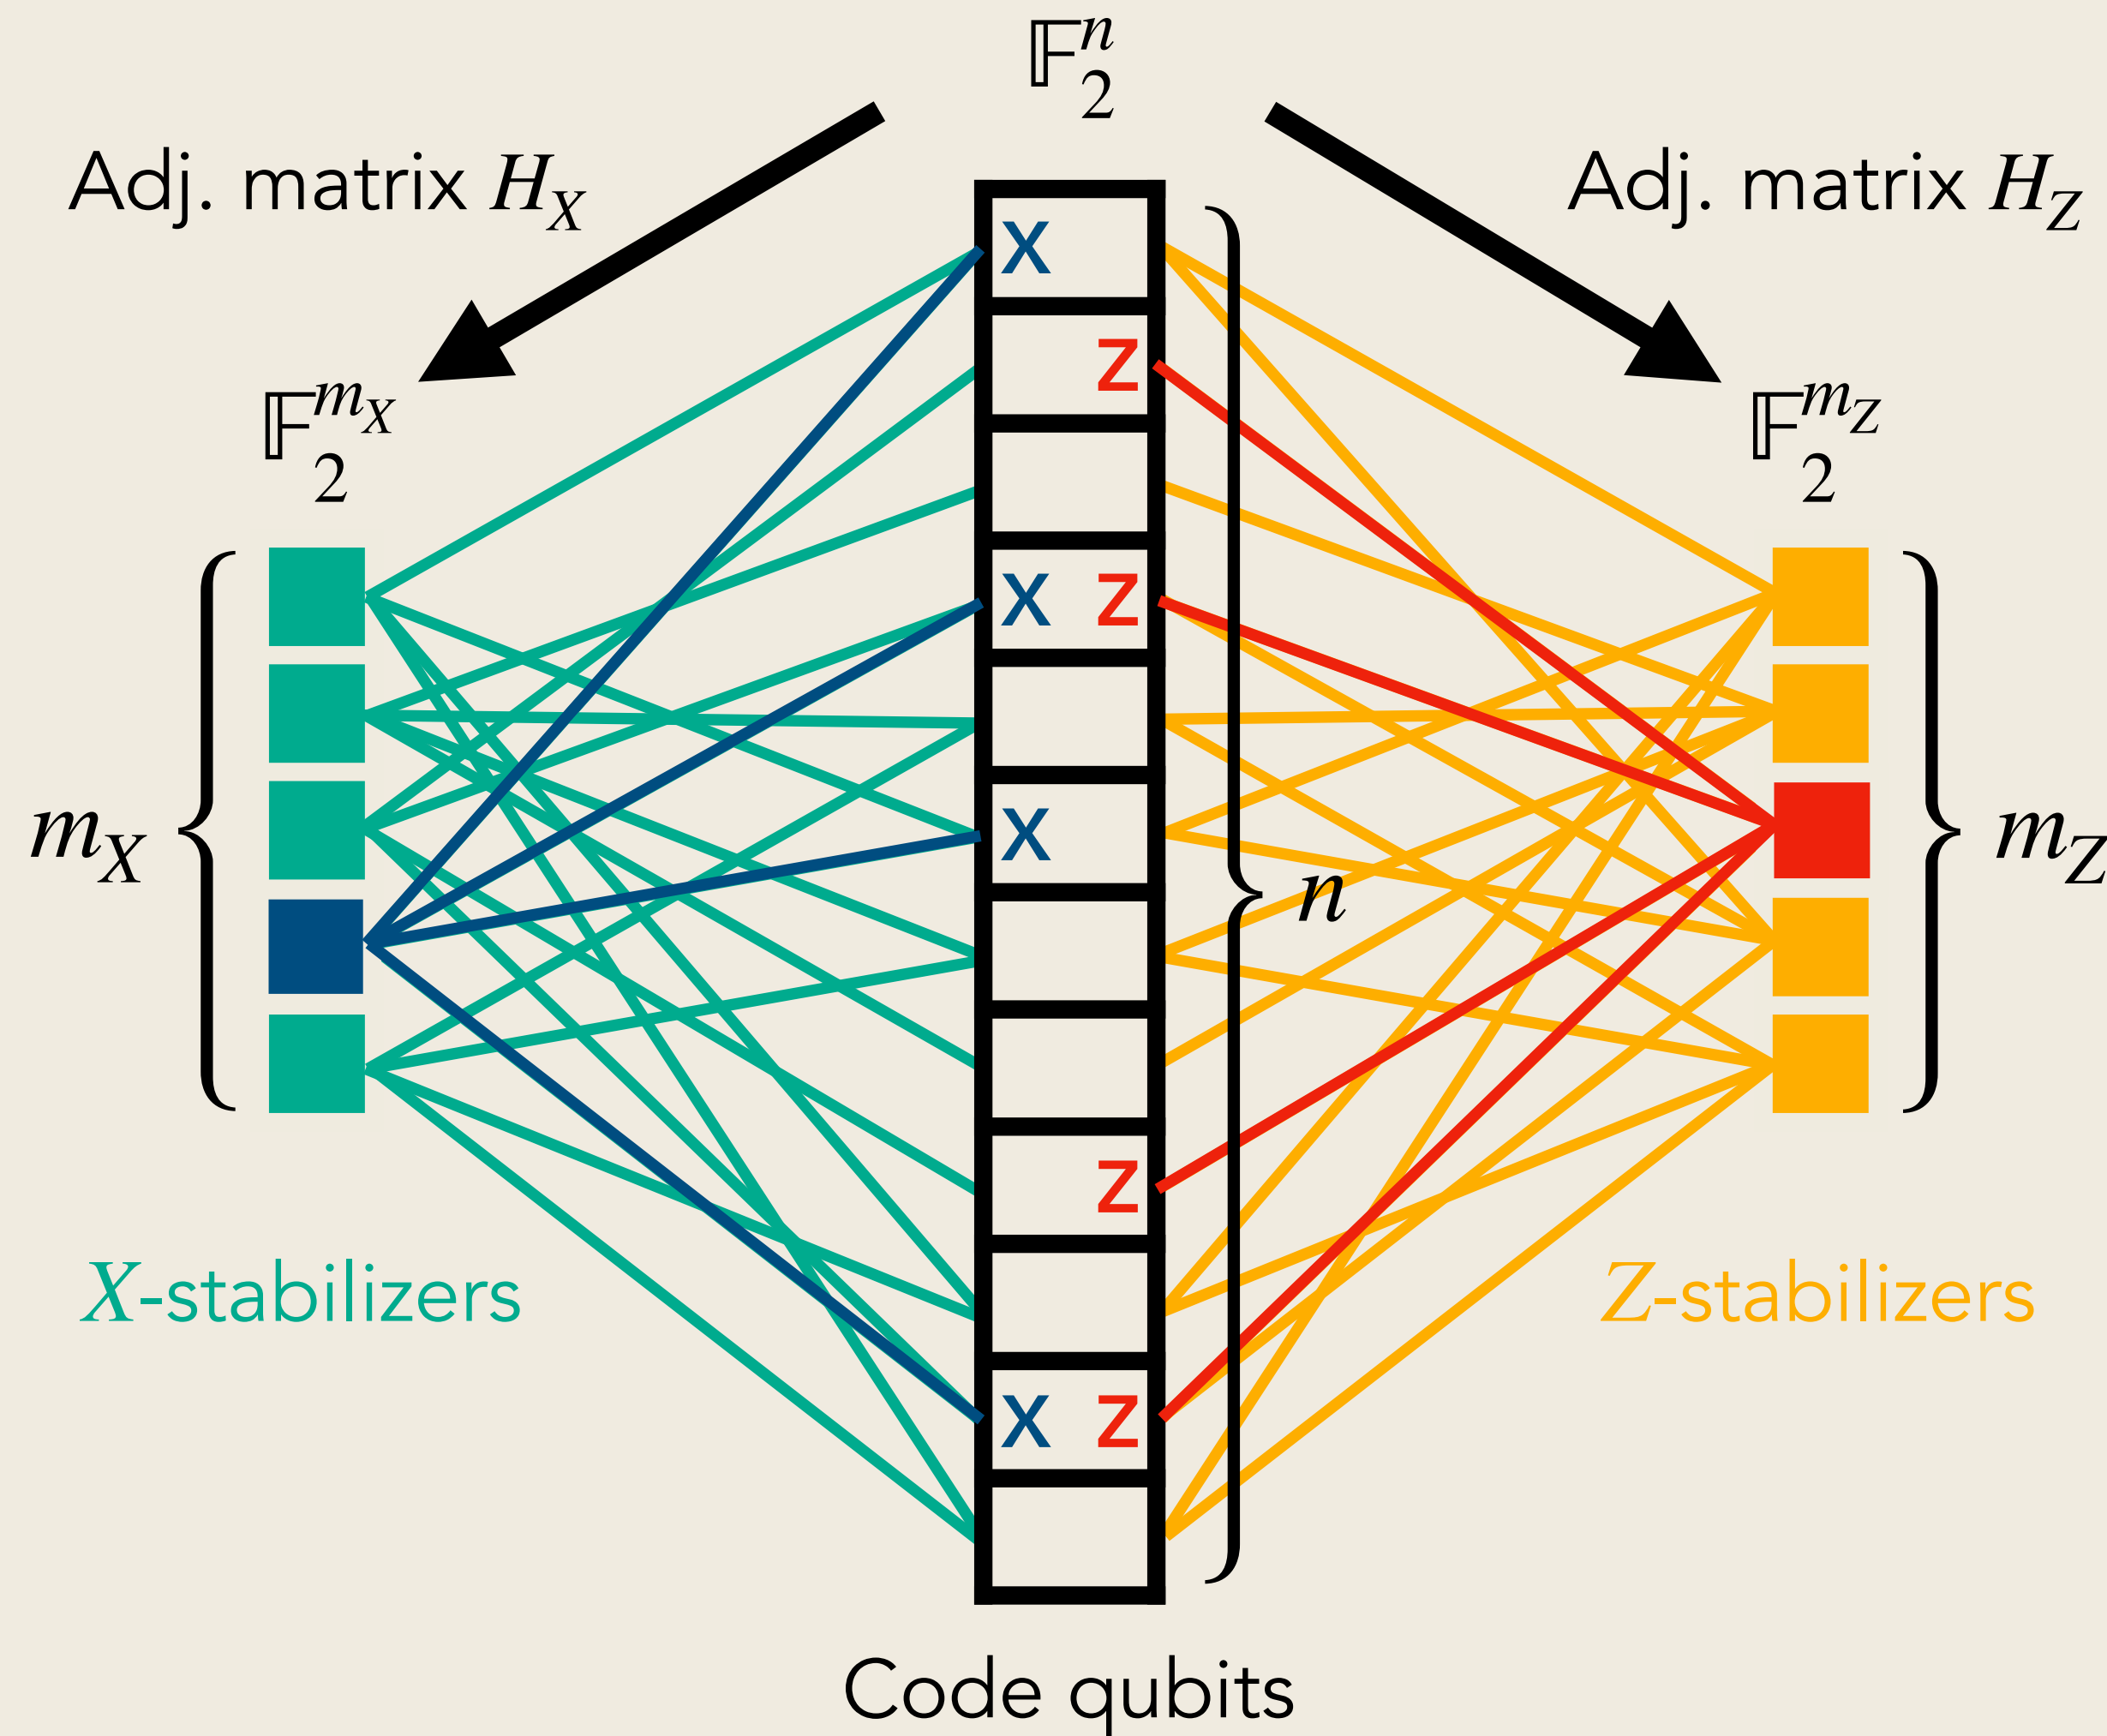 𝔽₂ⁿ
Adj. matrix H_X
Adj. matrix H_Z
X
Z
𝔽₂^{m_X}
𝔽₂^{m_Z}
X Z
m_X
X
m_Z
n
Z
X-stabilizers
Z-stabilizers
X Z
Code qubits